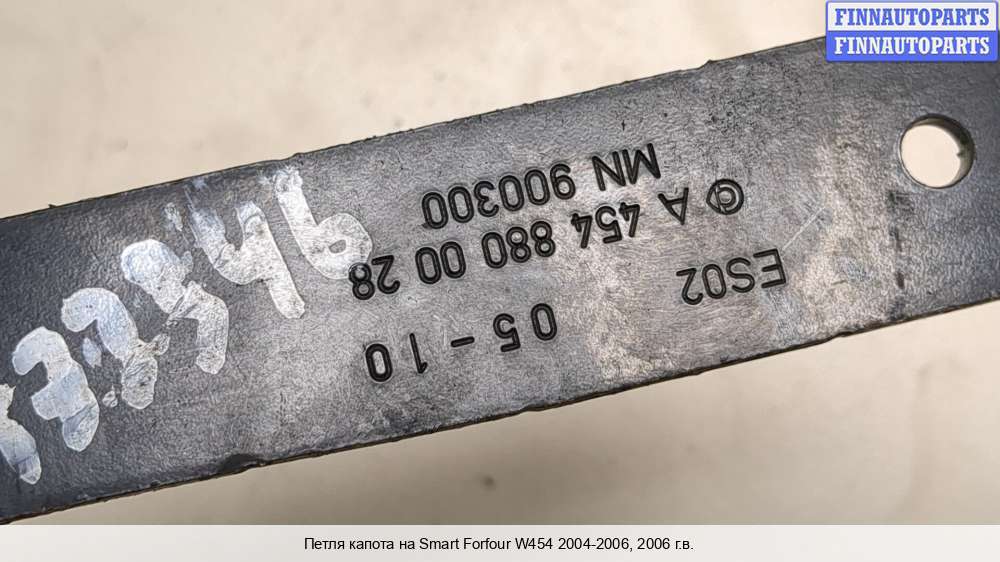 FINNAUTOPARTS
FINNAUTOPARTS
MN 900300
A 454 880 00 28
ES02
05-10
Петля капота на Smart Forfour W454 2004-2006, 2006 г.в.